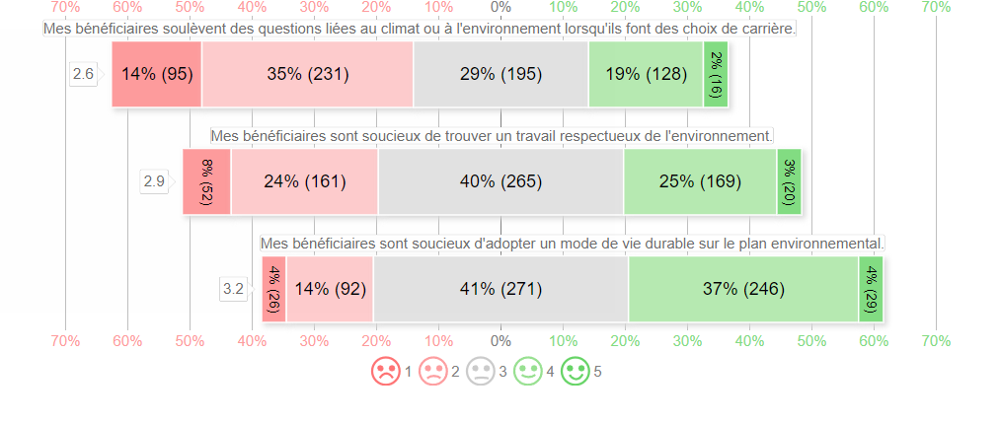 70% 60% 50% 40% 30% 20% 10% 0% 10% 20% 30% 40% 50% 60% 70%
Mes bénéficiaires soulèvent des questions liées au climat ou à l'environnement lorsqu'ils font des choix de carrière.
2.6 14% (95) 35% (231) 29% (195) 19% (128) 2% (16)
Mes bénéficiaires sont soucieux de trouver un travail respectueux de l'environnement.
2.9 8% (52) 24% (161) 40% (265) 25% (169) 3% (20)
Mes bénéficiaires sont soucieux d'adopter un mode de vie durable sur le plan environnemental.
3.2 4% (26) 14% (92) 41% (271) 37% (246) 4% (29)
70% 60% 50% 40% 30% 20% 10% 0% 10% 20% 30% 40% 50% 60% 70%
1 2 3 4 5